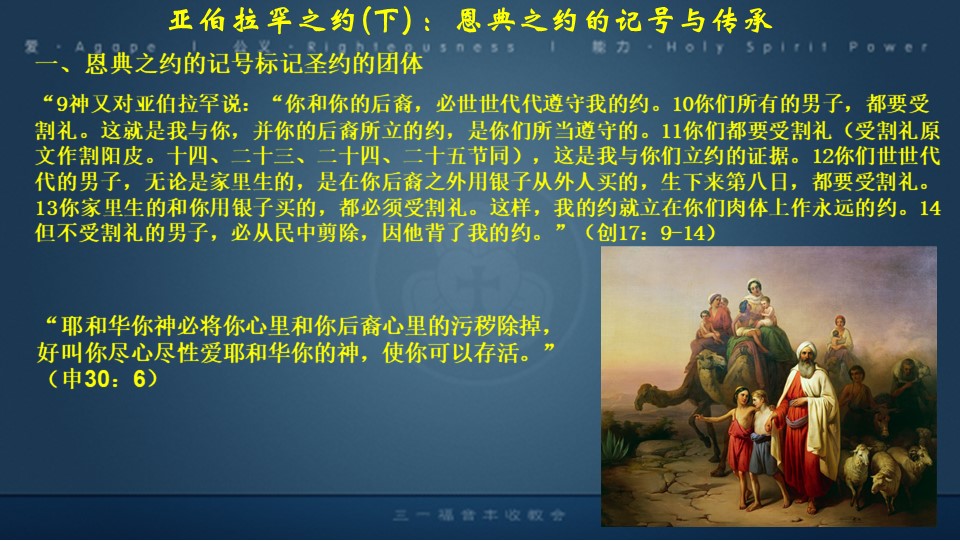 亚伯拉罕之约(下)：恩典之约的记号与传承
爱 · Agape | 公义 · Righteousness | 能力 · Holy Spirit Power
一、恩典之约的记号标记圣约的团体
“9神又对亚伯拉罕说：“你和你的后裔，必世世代代遵守我的约。10你们所有的男子，都要受
割礼。这就是我与你，并你的后裔所立的约，是你们所当遵守的。11你们都要受割礼（受割礼原
文作割阳皮。十四、二十三、二十四、二十五节同），这是我与你们立约的证据。12你们世世代
代的男子，无论是家里生的，是在你后裔之外用银子从外人买的，生下来第八日，都要受割礼。
13你家里生的和你用银子买的，都必须受割礼。这样，我的约就立在你们肉体上作永远的约。14
但不受割礼的男子，必从民中剪除，因他背了我的约。”（创17：9-14）
“耶和华你神必将你心里和你后裔心里的污秽除掉，
好叫你尽心尽性爱耶和华你的神，使你可以存活。”
（申30：6）
三一福音丰收教会